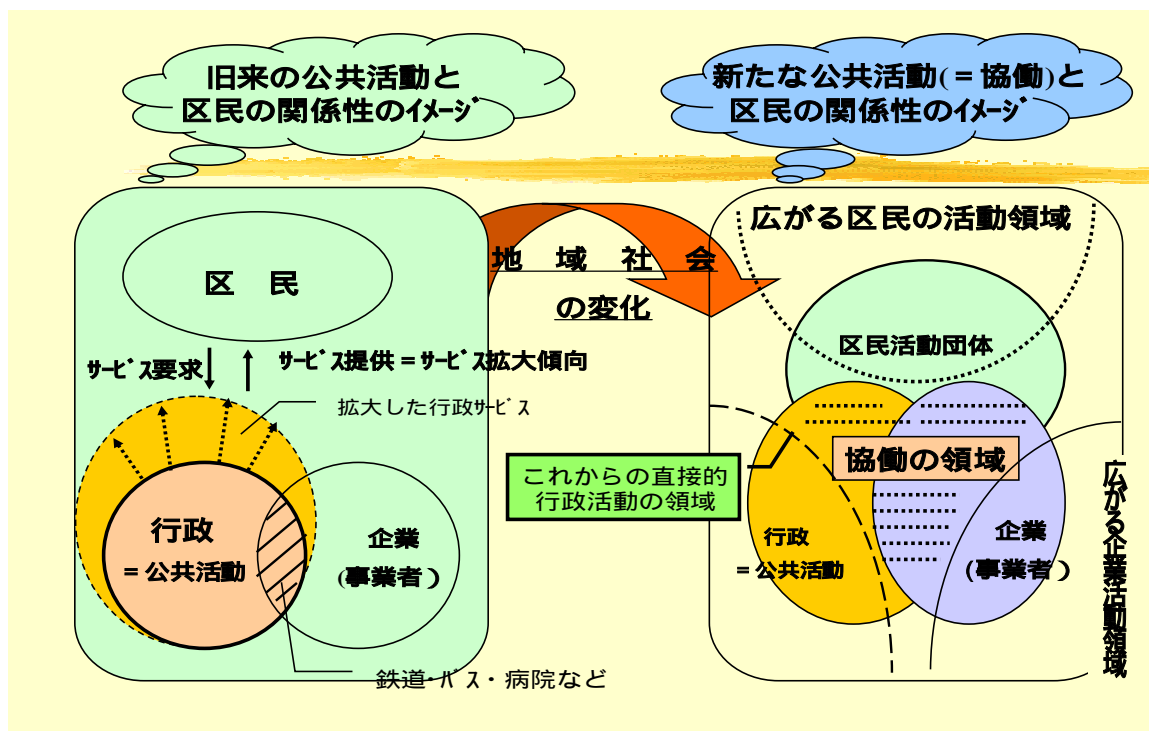 旧来の公共活動と
区民の関係性のｲﾒｰｼﾞ
新たな公共活動(＝協働)と
区民の関係性のｲﾒｰｼﾞ
区　民
ｻｰﾋﾞｽ要求
ｻｰﾋﾞｽ提供＝ｻｰﾋﾞｽ拡大傾向
拡大した行政ｻｰﾋﾞｽ
行政
＝公共活動
企業
(事業者）
鉄道･ﾊﾞｽ・病院など
地　域　社　会
の変化
広がる区民の活動領域
区民活動団体
協働の領域
これからの直接的
行政活動の領域
行政
＝公共活動
企業
(事業者）
広がる企業活動領域